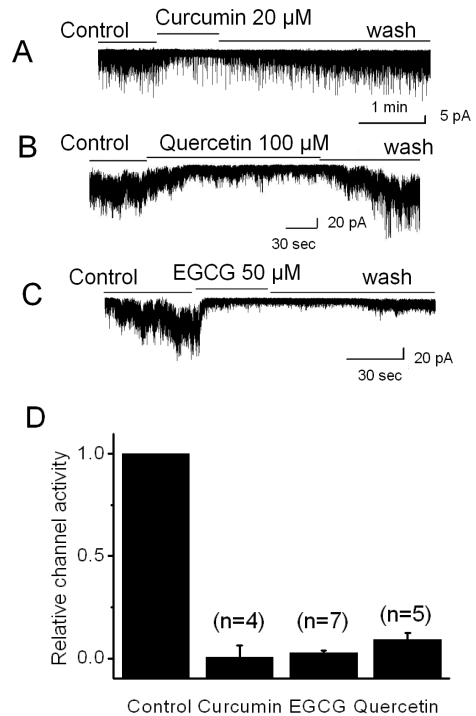 A
Control Curcumin 20 µM wash
1 min 5 pA
B
Control Quercetin 100 µM wash
30 sec 20 pA
C
Control EGCG 50 µM wash
30 sec 20 pA
D
Relative channel activity
1.0
0.5
0.0
(n=4) (n=7) (n=5)
Control Curcumin EGCG Quercetin